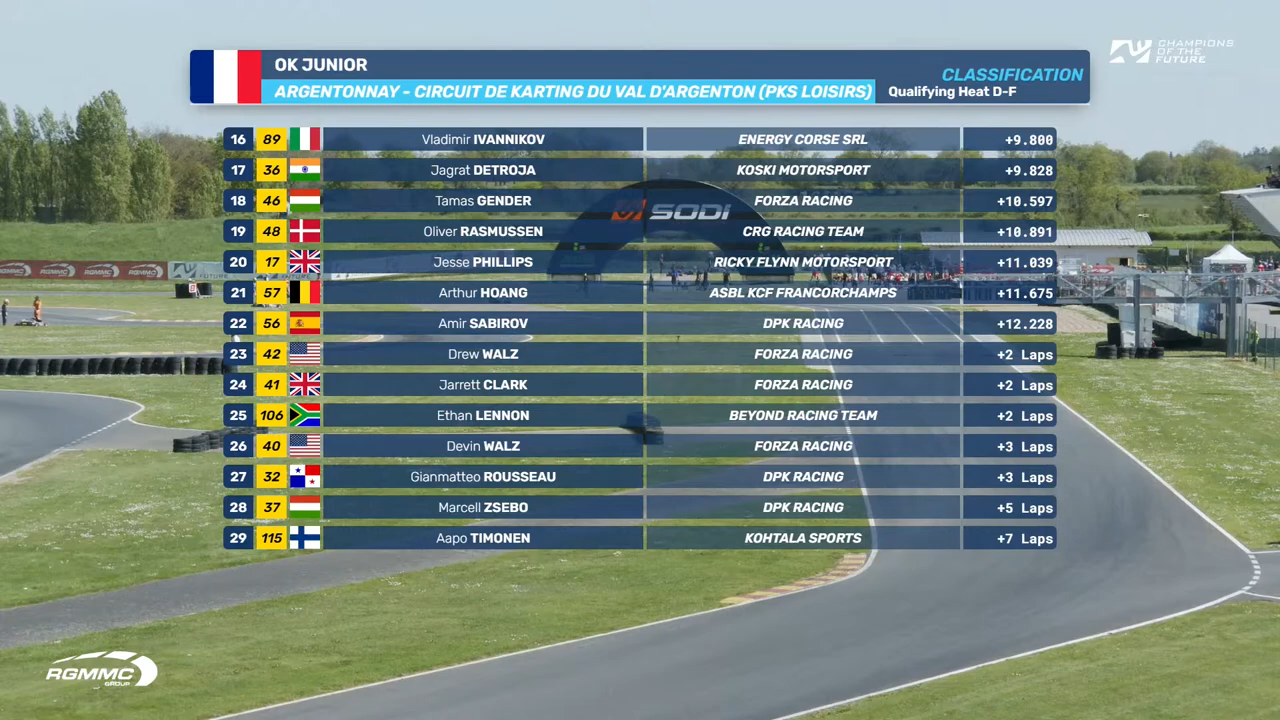 OK JUNIOR
ARGENTONNAY - CIRCUIT DE KARTING DU VAL D'ARGENTON (PKS LOISIRS)
CLASSIFICATION
Qualifying Heat D-F
CHAMPIONS
OF THE
FUTURE
16 89 Vladimir IVANNIKOV ENERGY CORSE SRL +9.800
17 36 Jagrat DETROJA KOSKI MOTORSPORT +9.828
18 46 Tamas GENDER FORZA RACING +10.597
19 48 Oliver RASMUSSEN CRG RACING TEAM +10.891
20 17 Jesse PHILLIPS RICKY FLYNN MOTORSPORT +11.039
21 57 Arthur HOANG ASBL KCF FRANCORCHAMPS +11.675
22 56 Amir SABIROV DPK RACING +12.228
23 42 Drew WALZ FORZA RACING +2 Laps
24 41 Jarrett CLARK FORZA RACING +2 Laps
25 106 Ethan LENNON BEYOND RACING TEAM +2 Laps
26 40 Devin WALZ FORZA RACING +3 Laps
27 32 Gianmatteo ROUSSEAU DPK RACING +3 Laps
28 37 Marcell ZSEBO DPK RACING +5 Laps
29 115 Aapo TIMONEN KOHTALA SPORTS +7 Laps
SODI
RGMMC
GROUP